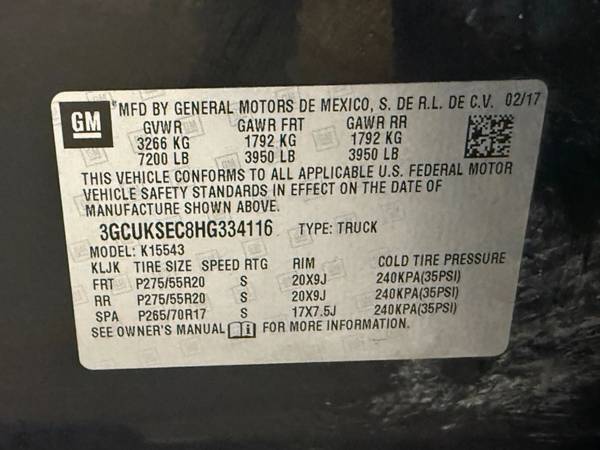 GM
MFD BY GENERAL MOTORS DE MEXICO, S. DE R.L. DE C.V. 02/17
GVWR GAWR FRT GAWR RR
3266 KG 1792 KG 1792 KG
7200 LB 3950 LB 3950 LB
THIS VEHICLE CONFORMS TO ALL APPLICABLE U.S. FEDERAL MOTOR
VEHICLE SAFETY STANDARDS IN EFFECT ON THE DATE OF
MANUFACTURE SHOWN ABOVE.
3GCUKSEC8HG334116 TYPE: TRUCK
MODEL: K15543
KLJK TIRE SIZE SPEED RTG RIM COLD TIRE PRESSURE
FRT P275/55R20 S 20X9J 240KPA(35PSI)
RR P275/55R20 S 20X9J 240KPA(35PSI)
SPA P265/70R17 S 17X7.5J 240KPA(35PSI)
SEE OWNER'S MANUAL FOR MORE INFORMATION.